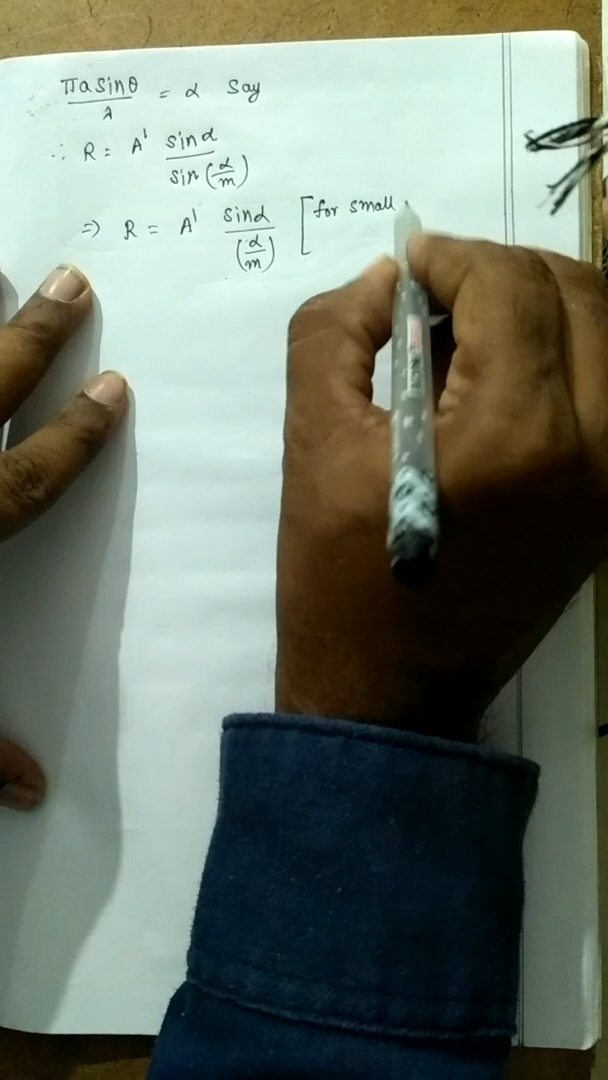 πa sinθ / λ = α Say
∴ R = A' sinα / sin(α/m)
⇒ R = A' sinα / (α/m) [for small